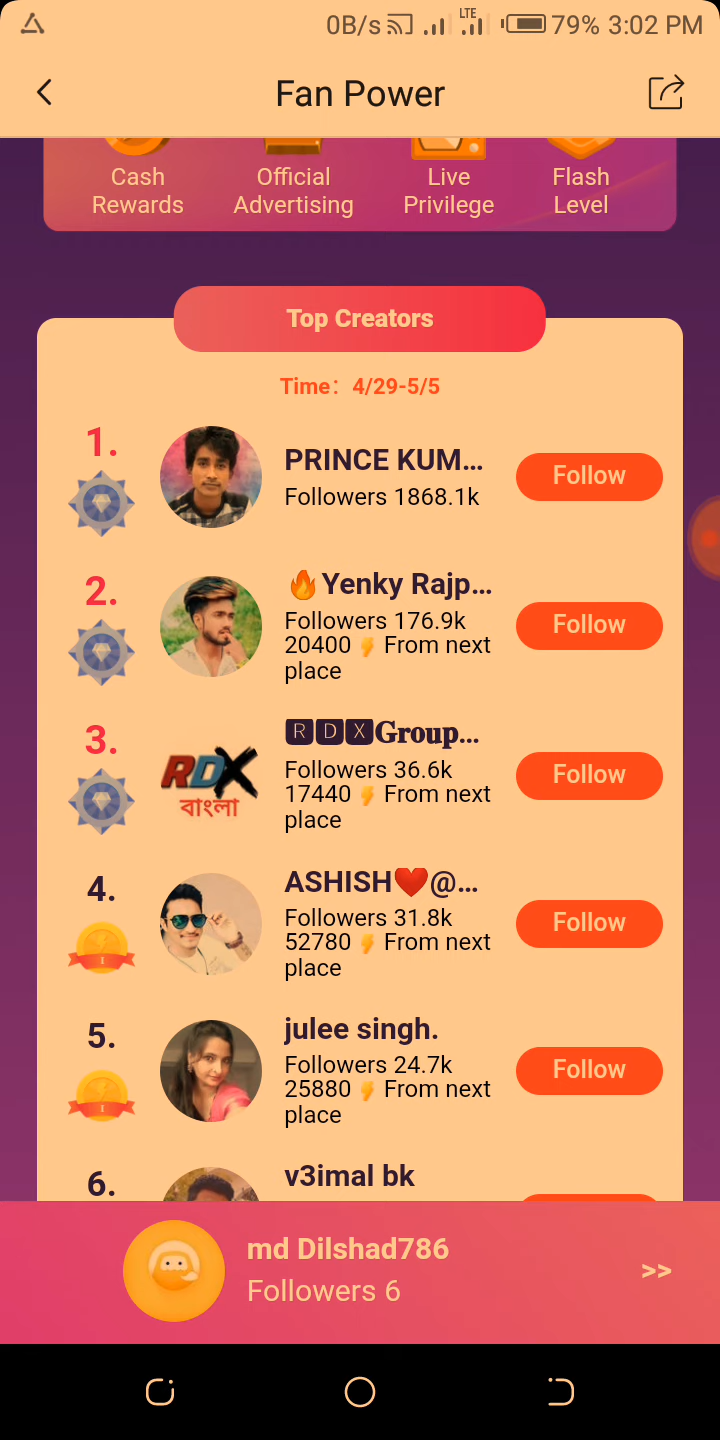 0B/s LTE 79% 3:02 PM
Fan Power
Cash Rewards
Official Advertising
Live Privilege
Flash Level
Top Creators
Time： 4/29-5/5
1.
PRINCE KUM...
Followers 1868.1k
Follow
2.
🔥Yenky Rajp...
Followers 176.9k
20400 ⚡ From next
place
Follow
3.
RDX
বাংলা
🆁🅳🆇𝐆𝐫𝐨𝐮𝐩...
Followers 36.6k
17440 ⚡ From next
place
Follow
4.
1
ASHISH❤️@...
Followers 31.8k
52780 ⚡ From next
place
Follow
5.
1
julee singh.
Followers 24.7k
25880 ⚡ From next
place
Follow
6.
v3imal bk
md Dilshad786
Followers 6
>>